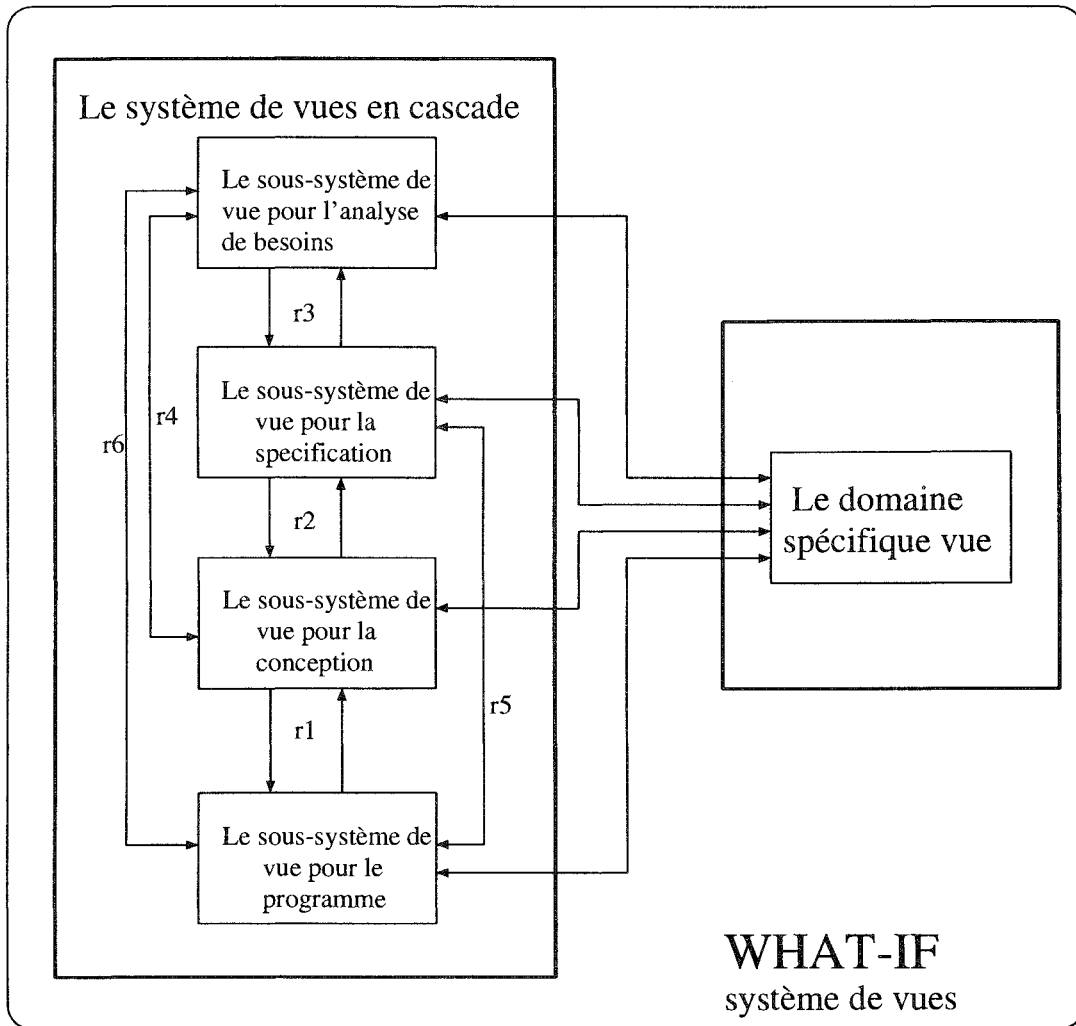 Le système de vues en cascade
Le sous-système de
vue pour l'analyse
de besoins
r3
Le sous-système de
vue pour la
specification
r4
r6
r2
Le domaine
spécifique vue
Le sous-système de
vue pour la
conception
r5
r1
Le sous-système de
vue pour le
programme
WHAT-IF
système de vues